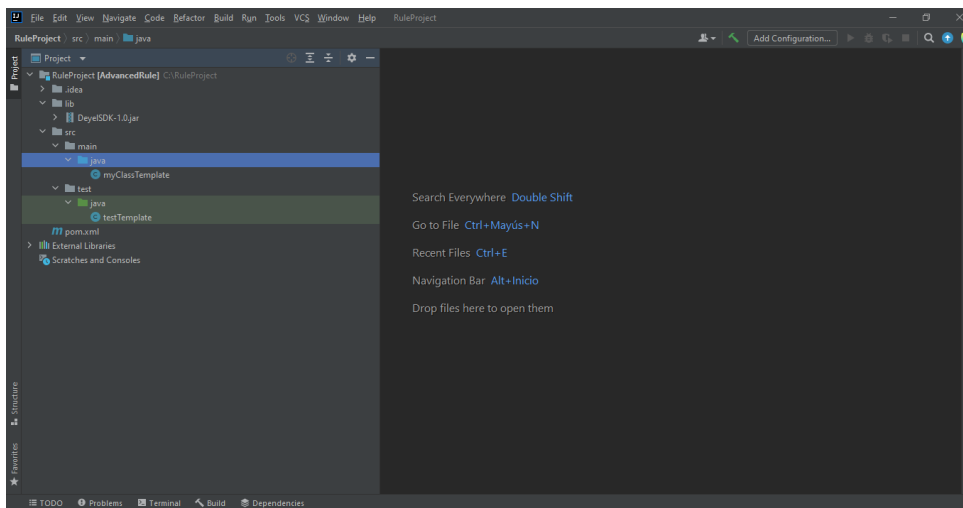 File Edit View Navigate Code Refactor Build Run Tools VCS Window Help RuleProject
RuleProject src main java
Add Configuration...
Project
Project
RuleProject [AdvancedRule] C:\RuleProject
.idea
lib
DeyelSDK-1.0.jar
src
main
java
myClassTemplate
test
java
testTemplate
pom.xml
External Libraries
Scratches and Consoles
Search Everywhere Double Shift
Go to File Ctrl+Mayús+N
Recent Files Ctrl+E
Navigation Bar Alt+Inicio
Drop files here to open them
Structure
Favorites
TODO Problems Terminal Build Dependencies